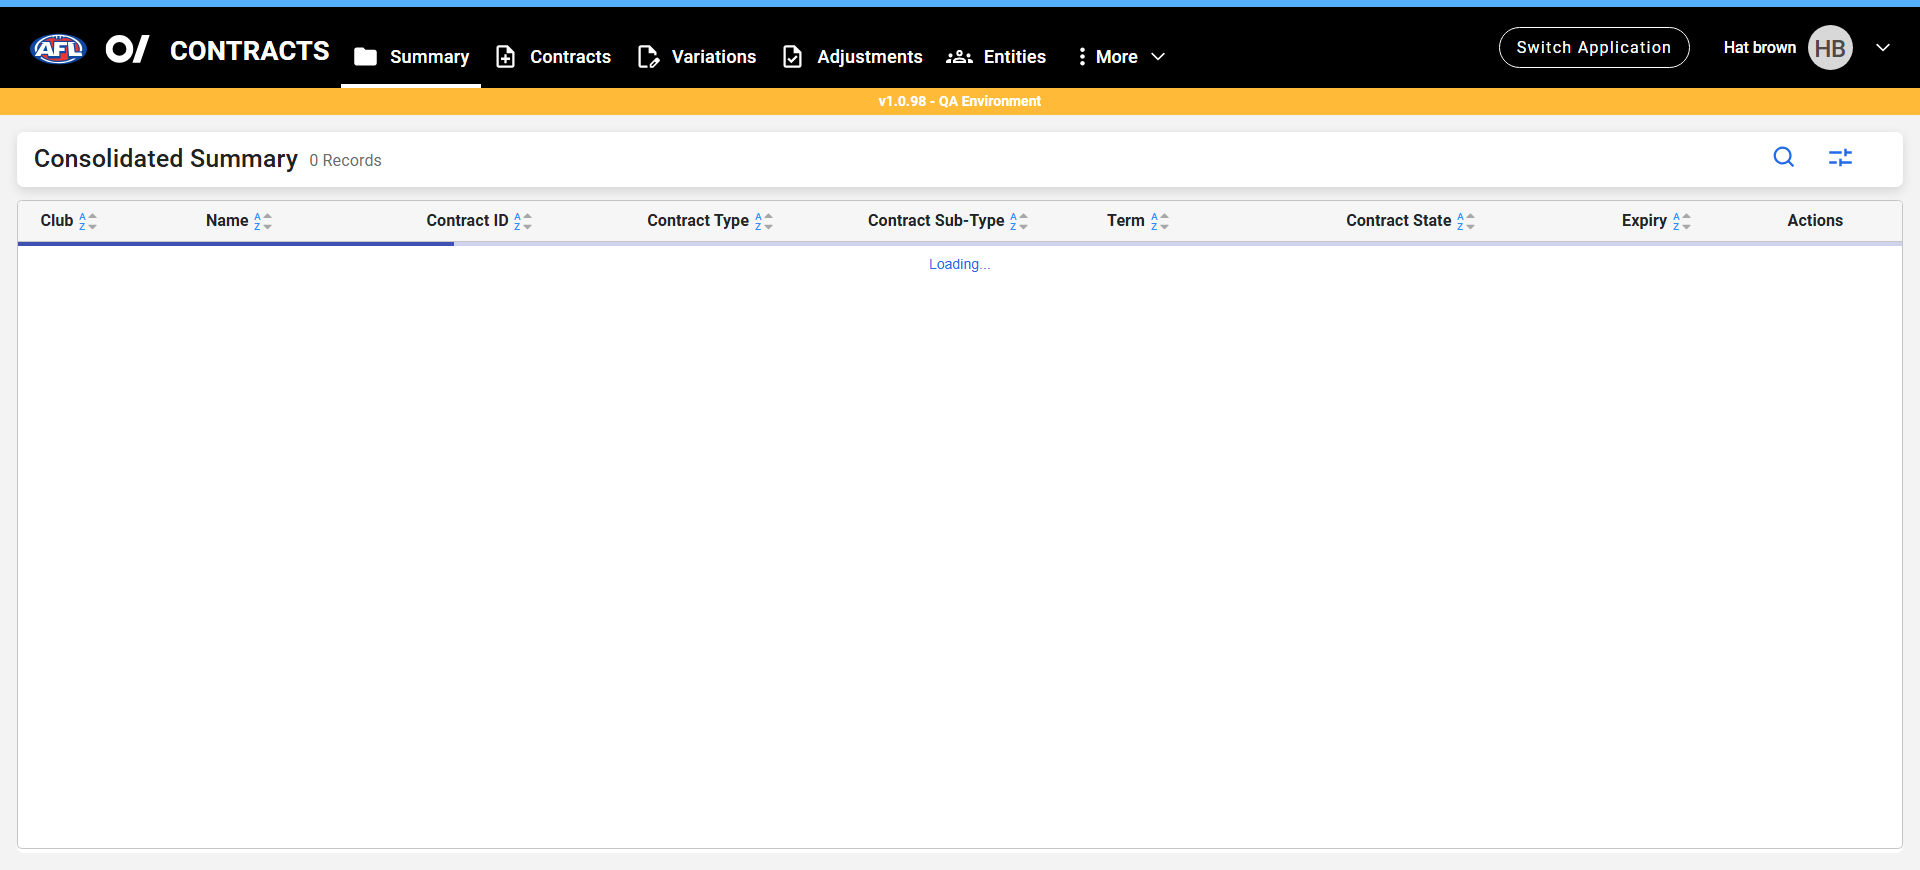 AFL O/ CONTRACTS Summary Contracts Variations Adjustments Entities More Switch Application Hat brown HB
v1.0.98 - QA Environment
Consolidated Summary 0 Records
Club Name Contract ID Contract Type Contract Sub-Type Term Contract State Expiry Actions
Loading...